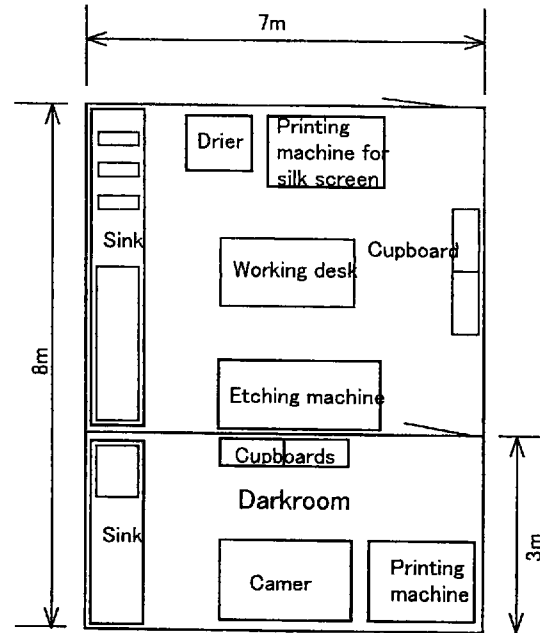 7m
Drier
Printing
machine for
silk screen
Sink
Cupboard
Working desk
8m
Etching machine
Cupboards
Darkroom
Sink
3m
Camer
Printing
machine